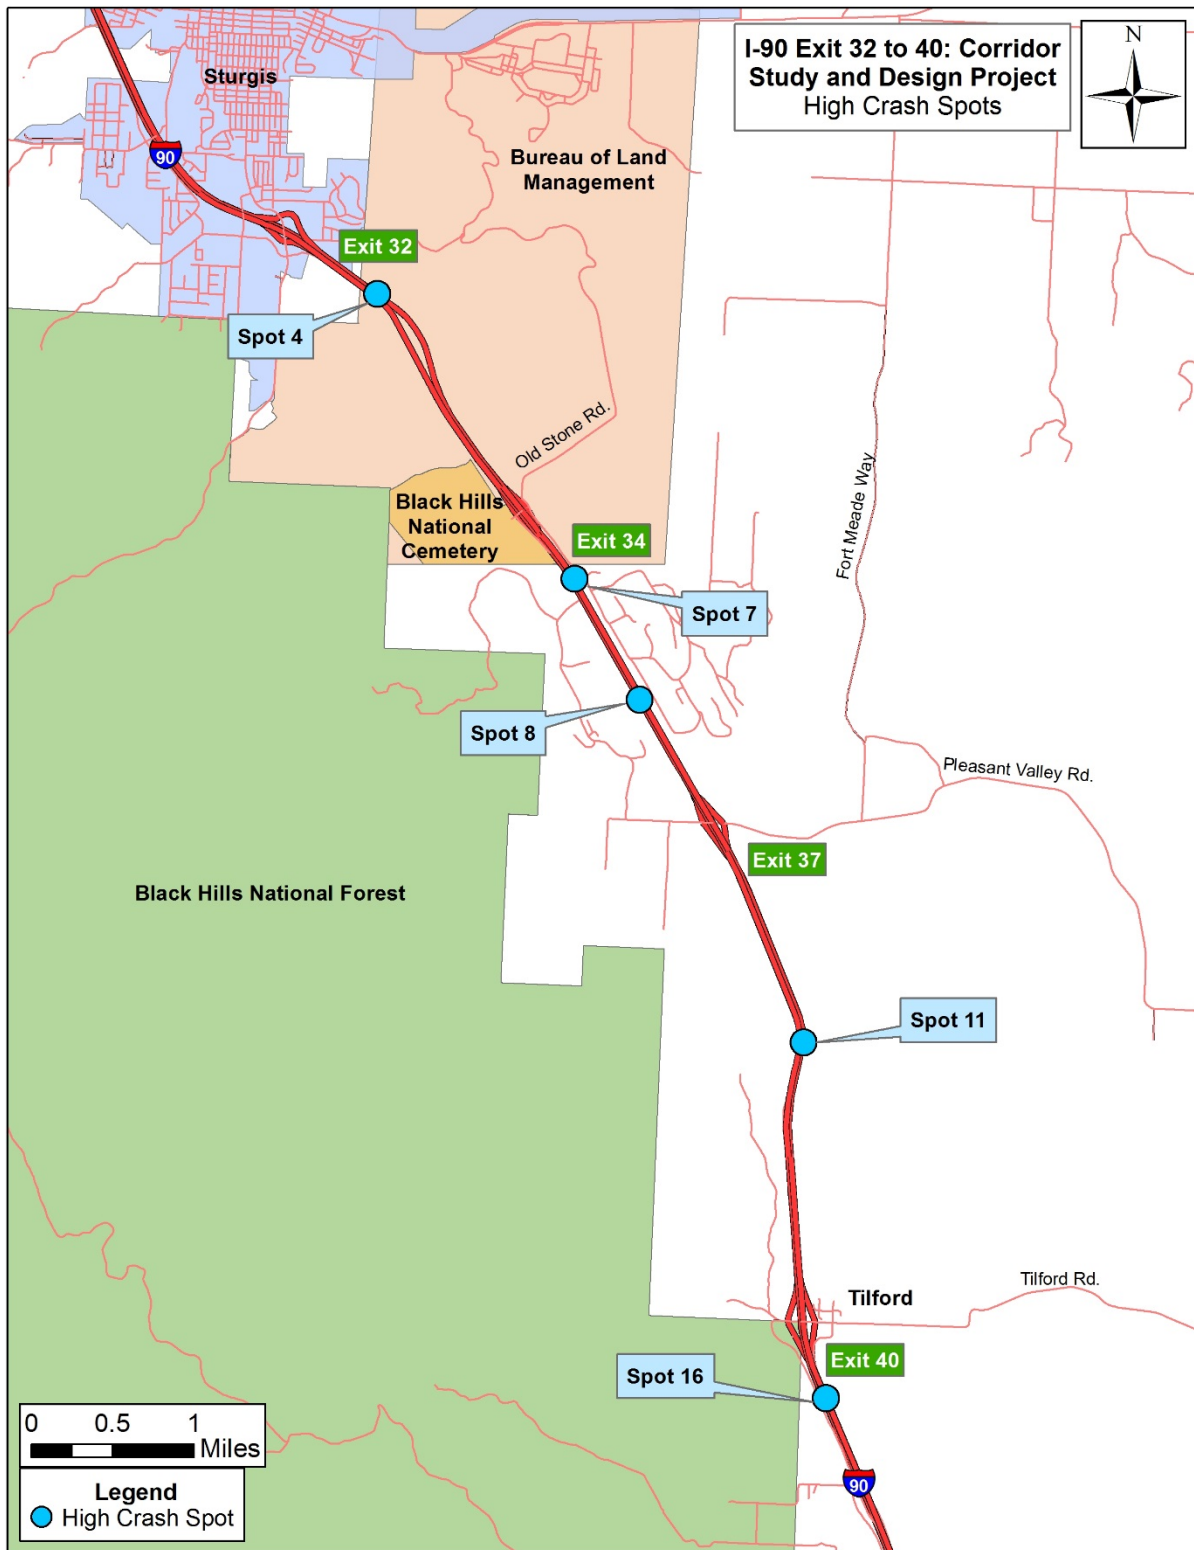 I-90 Exit 32 to 40: Corridor
Study and Design Project
High Crash Spots
N
Sturgis
90
Bureau of Land
Management
Exit 32
Spot 4
Old Stone Rd.
Black Hills
National
Cemetery
Exit 34
Fort Meade Way
Spot 7
Spot 8
Pleasant Valley Rd.
Exit 37
Black Hills National Forest
Spot 11
Tilford Rd.
Tilford
Exit 40
Spot 16
0 0.5 1
Miles
90
Legend
High Crash Spot